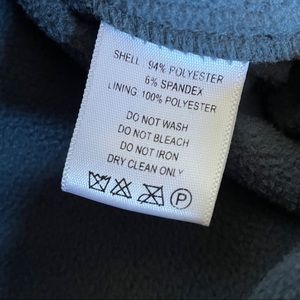 SHELL: 94% POLYESTER
6% SPANDEX
LINING: 100% POLYESTER
DO NOT WASH
DO NOT BLEACH
DO NOT IRON
DRY CLEAN ONLY
P